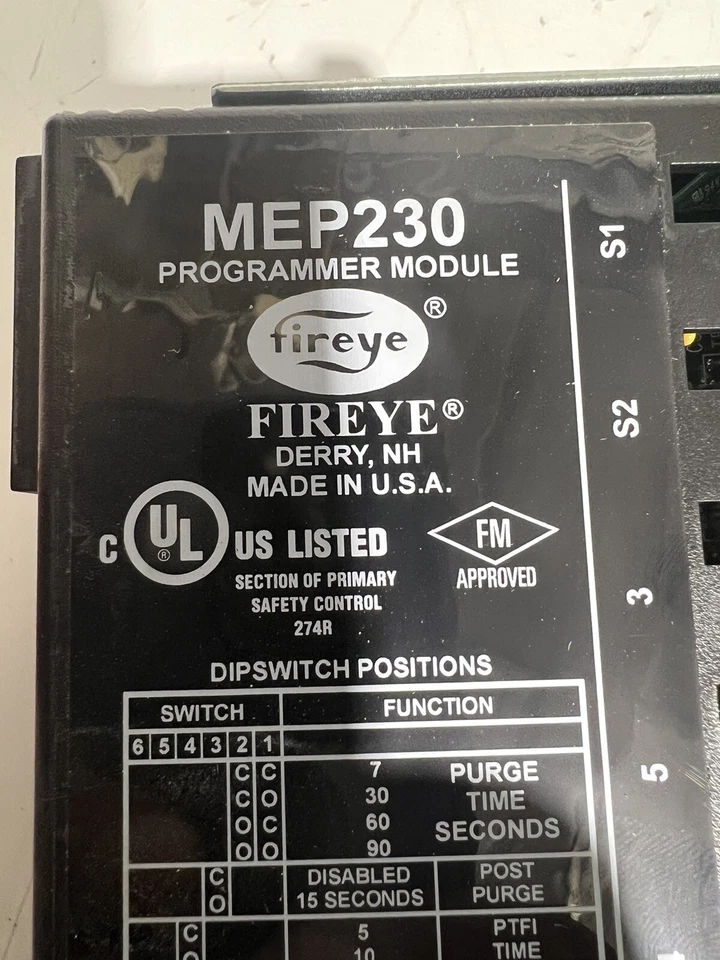 MEP230
PROGRAMMER MODULE
fireye ®
FIREYE®
DERRY, NH
MADE IN U.S.A.
C UL ® US LISTED
FM
APPROVED
SECTION OF PRIMARY
SAFETY CONTROL
274R
DIPSWITCH POSITIONS
SWITCH FUNCTION
6 5 4 3 2 1
C C 7 PURGE
C O 30 TIME
O C 60 SECONDS
O O 90
C DISABLED POST
O 15 SECONDS PURGE
C 5 PTFI
O 10 TIME
S1
S2
3
5